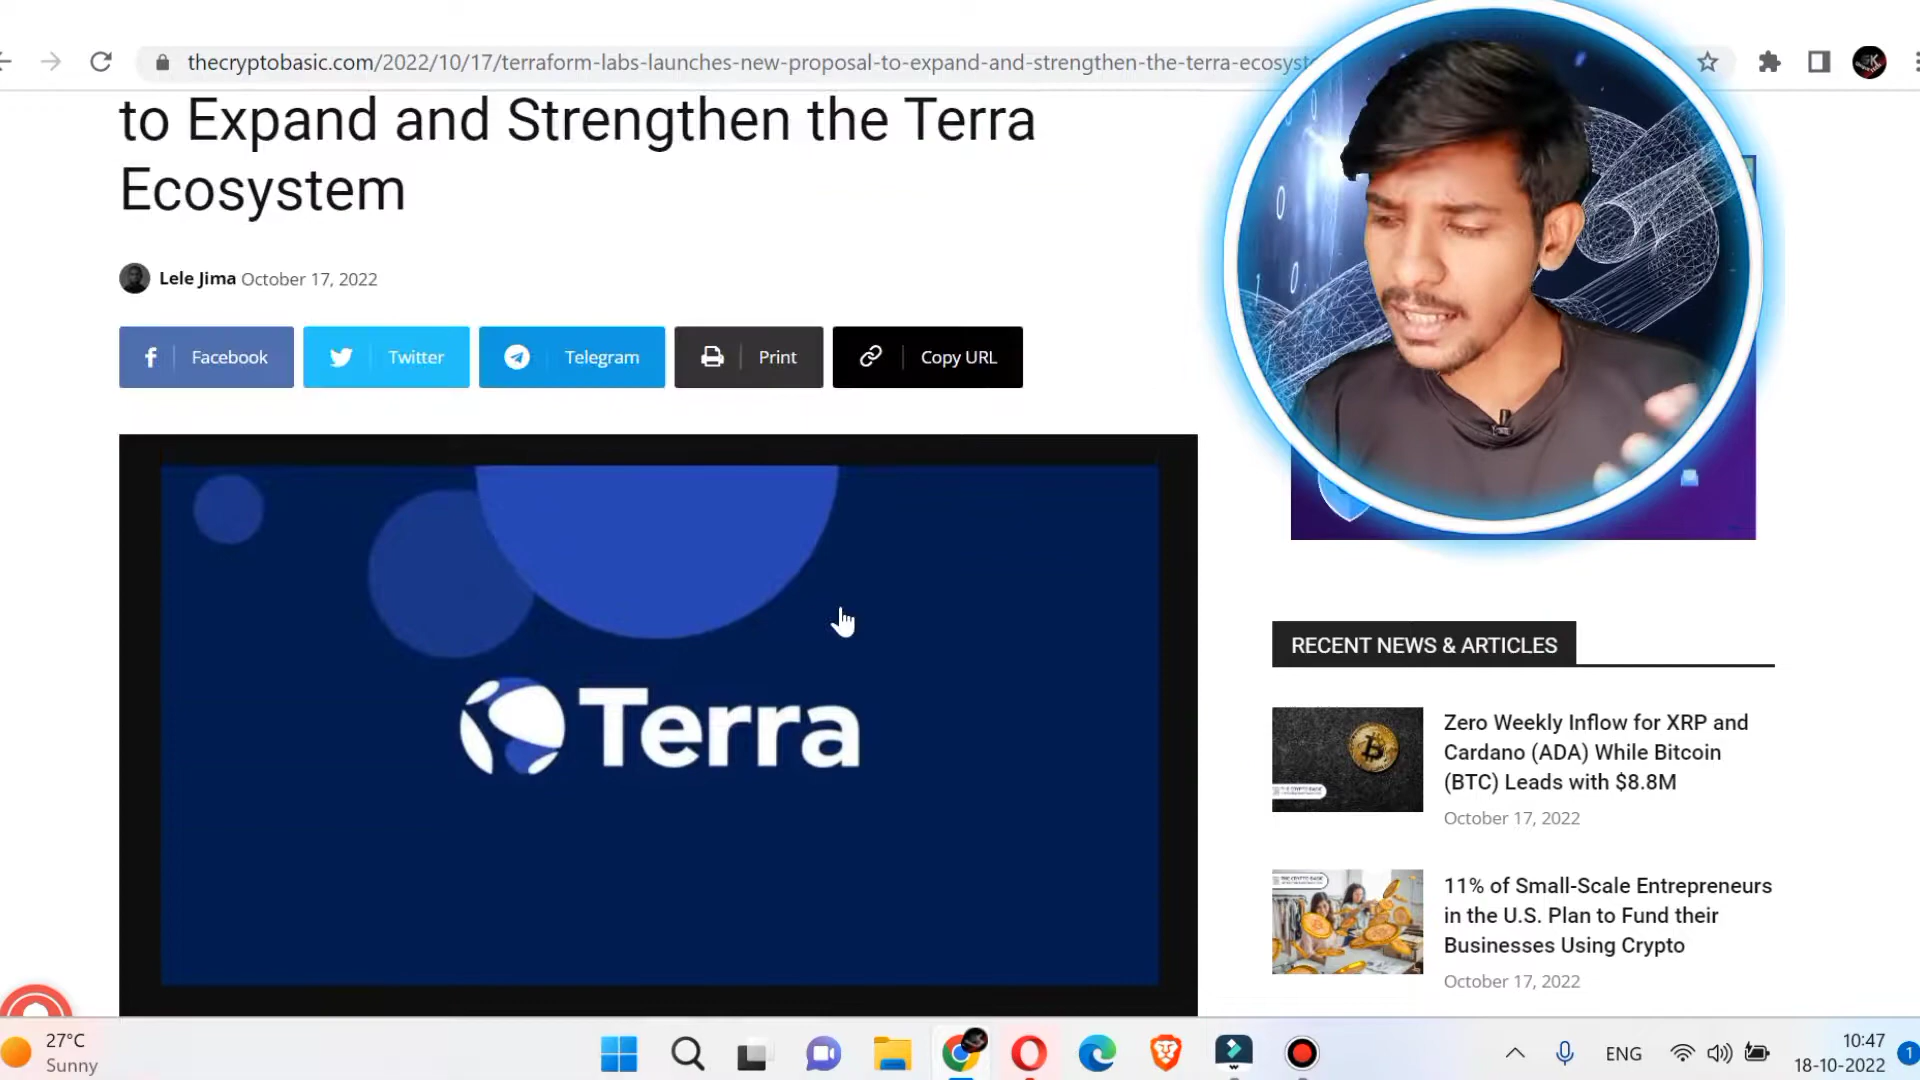 thecryptobasic.com/2022/10/17/terraform-labs-launches-new-proposal-to-expand-and-strengthen-the-terra-ecosyst
to Expand and Strengthen the Terra
Ecosystem
Lele Jima October 17, 2022
Facebook
Twitter
Telegram
Print
Copy URL
Terra
RECENT NEWS & ARTICLES
Zero Weekly Inflow for XRP and
Cardano (ADA) While Bitcoin
(BTC) Leads with $8.8M
October 17, 2022
11% of Small-Scale Entrepreneurs
in the U.S. Plan to Fund their
Businesses Using Crypto
October 17, 2022
27°C
Sunny
ENG
10:47
18-10-2022
1